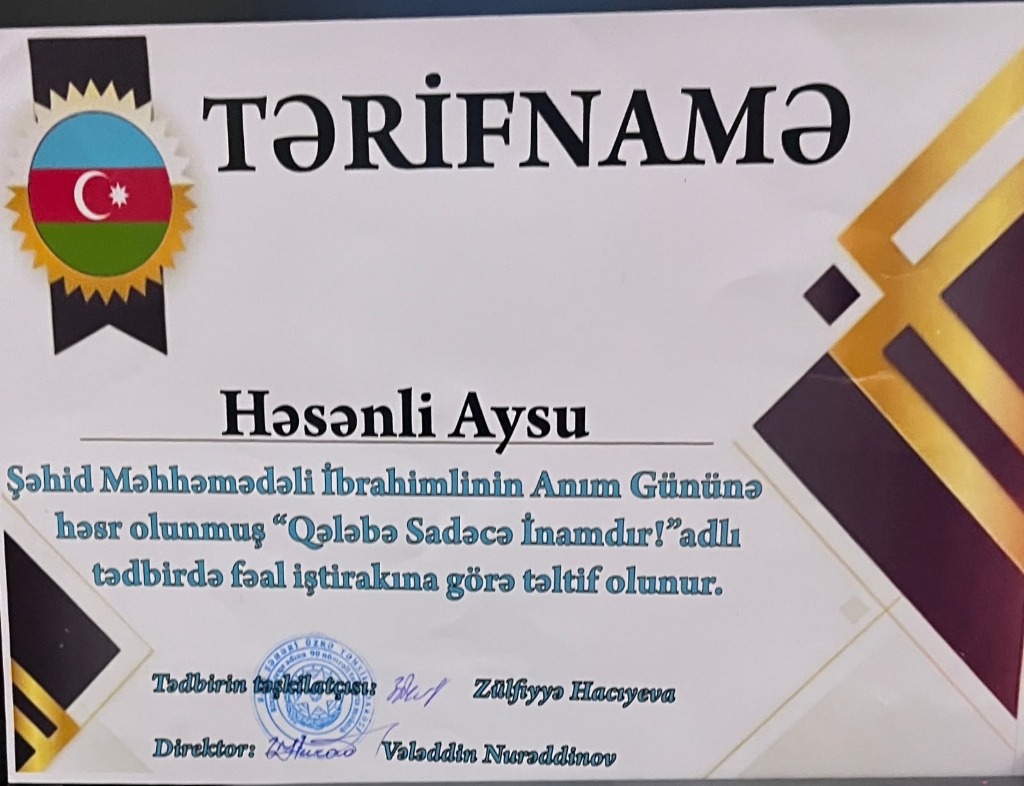 TƏRİFNAMƏ
Həsənli Aysu
Şəhid Məhhəmədəli İbrahimlinin Anım Gününə
həsr olunmuş “Qələbə Sadəcə İnamdır!”adlı
tədbirdə fəal iştirakına görə təltif olunur.
Tədbirin təşkilatçısı: Zülfiyyə Hacıyeva
Direktor: Vələddin Nurəddinov